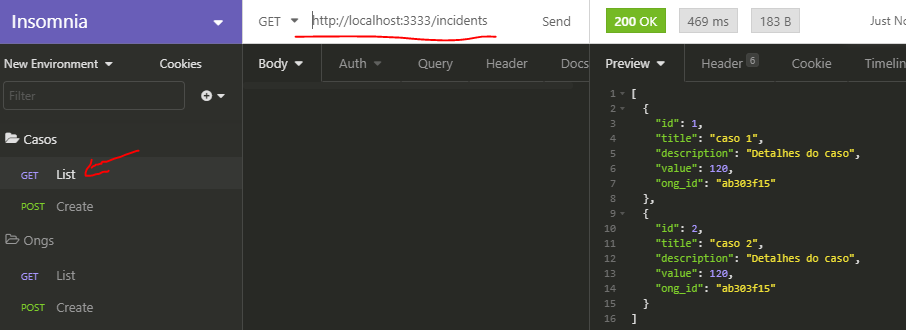 Insomnia
GET http://localhost:3333/incidents Send
200 OK 469 ms 183 B Just No
New Environment Cookies
Body Auth Query Header Docs
Preview Header 6 Cookie Timelin
Filter
Casos
GET List
POST Create
Ongs
GET List
POST Create
1 [
2 {
3 "id": 1,
4 "title": "caso 1",
5 "description": "Detalhes do caso",
6 "value": 120,
7 "ong_id": "ab303f15"
8 },
9 {
10 "id": 2,
11 "title": "caso 2",
12 "description": "Detalhes do caso",
13 "value": 120,
14 "ong_id": "ab303f15"
15 }
16 ]